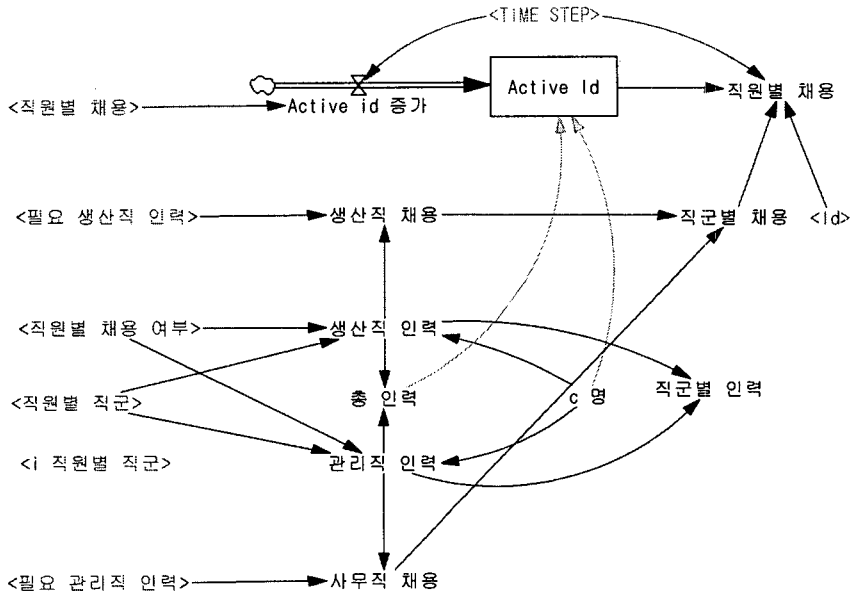 <TiME STEP>
Active Id
직원별 채용
<직원별 채용>
Active id 증가
<필요 생산직 인력>
생산직 채용
직군별 채용
<Id>
<직원별 채용 여부>
생산직 인력
<직원별 직군>
총 인력
c 명
직군별 인력
<i 직원별 직군>
관리직 인력
<필요 관리직 인력>
사무직 채용